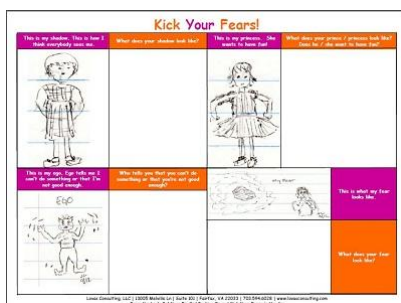 Kick Your Fears!
This is my shadow. This is how I
think everybody sees me.
What does your shadow look like?
This is my princess. She
wants to have fun!
What does your prince / princess look like?
Does he / she want to have fun?
This is my ego. Ego tells me I
can't do something or that I'm
not good enough.
Who tells you that you can't do
something or that you're not good
enough?
EGO
This is what my fear
looks like.
What does your fear
look like?